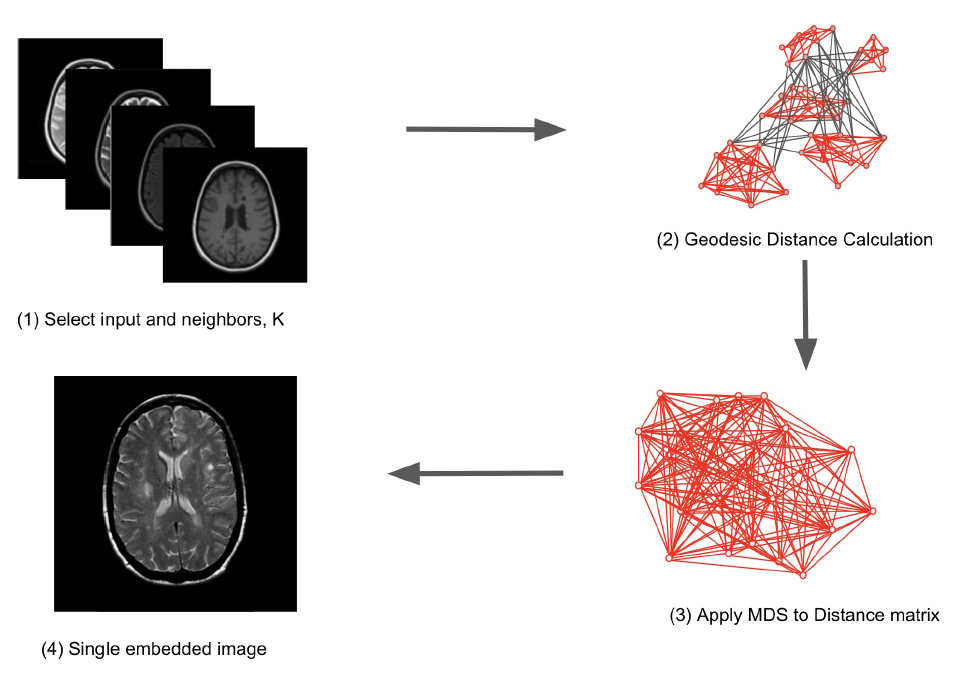 (1) Select input and neighbors, K
(2) Geodesic Distance Calculation
(3) Apply MDS to Distance matrix
(4) Single embedded image